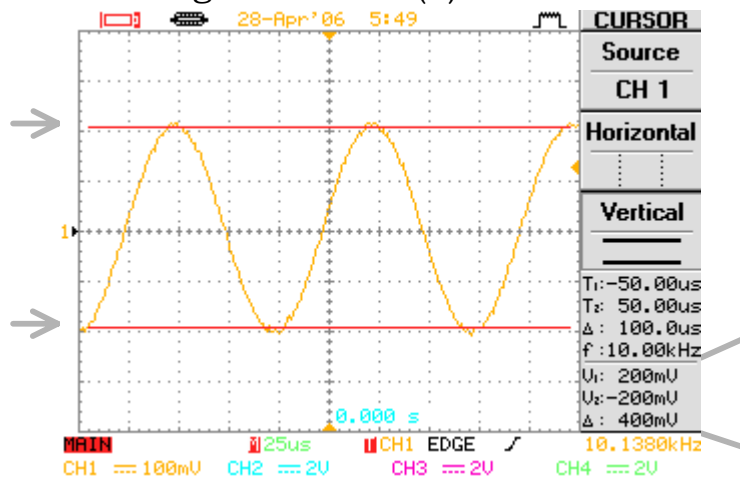 28-Apr'06 5:49
CURSOR
Source
CH 1
Horizontal
Vertical
1
T1:-50.00us
T2: 50.00us
Δ: 100.0us
f:10.00kHz
V1: 200mV
V2:-200mV
Δ: 400mV
0.000 s
MAIN M 25us T CH1 EDGE 10.1380kHz
CH1 100mV CH2 2V CH3 2V CH4 2V